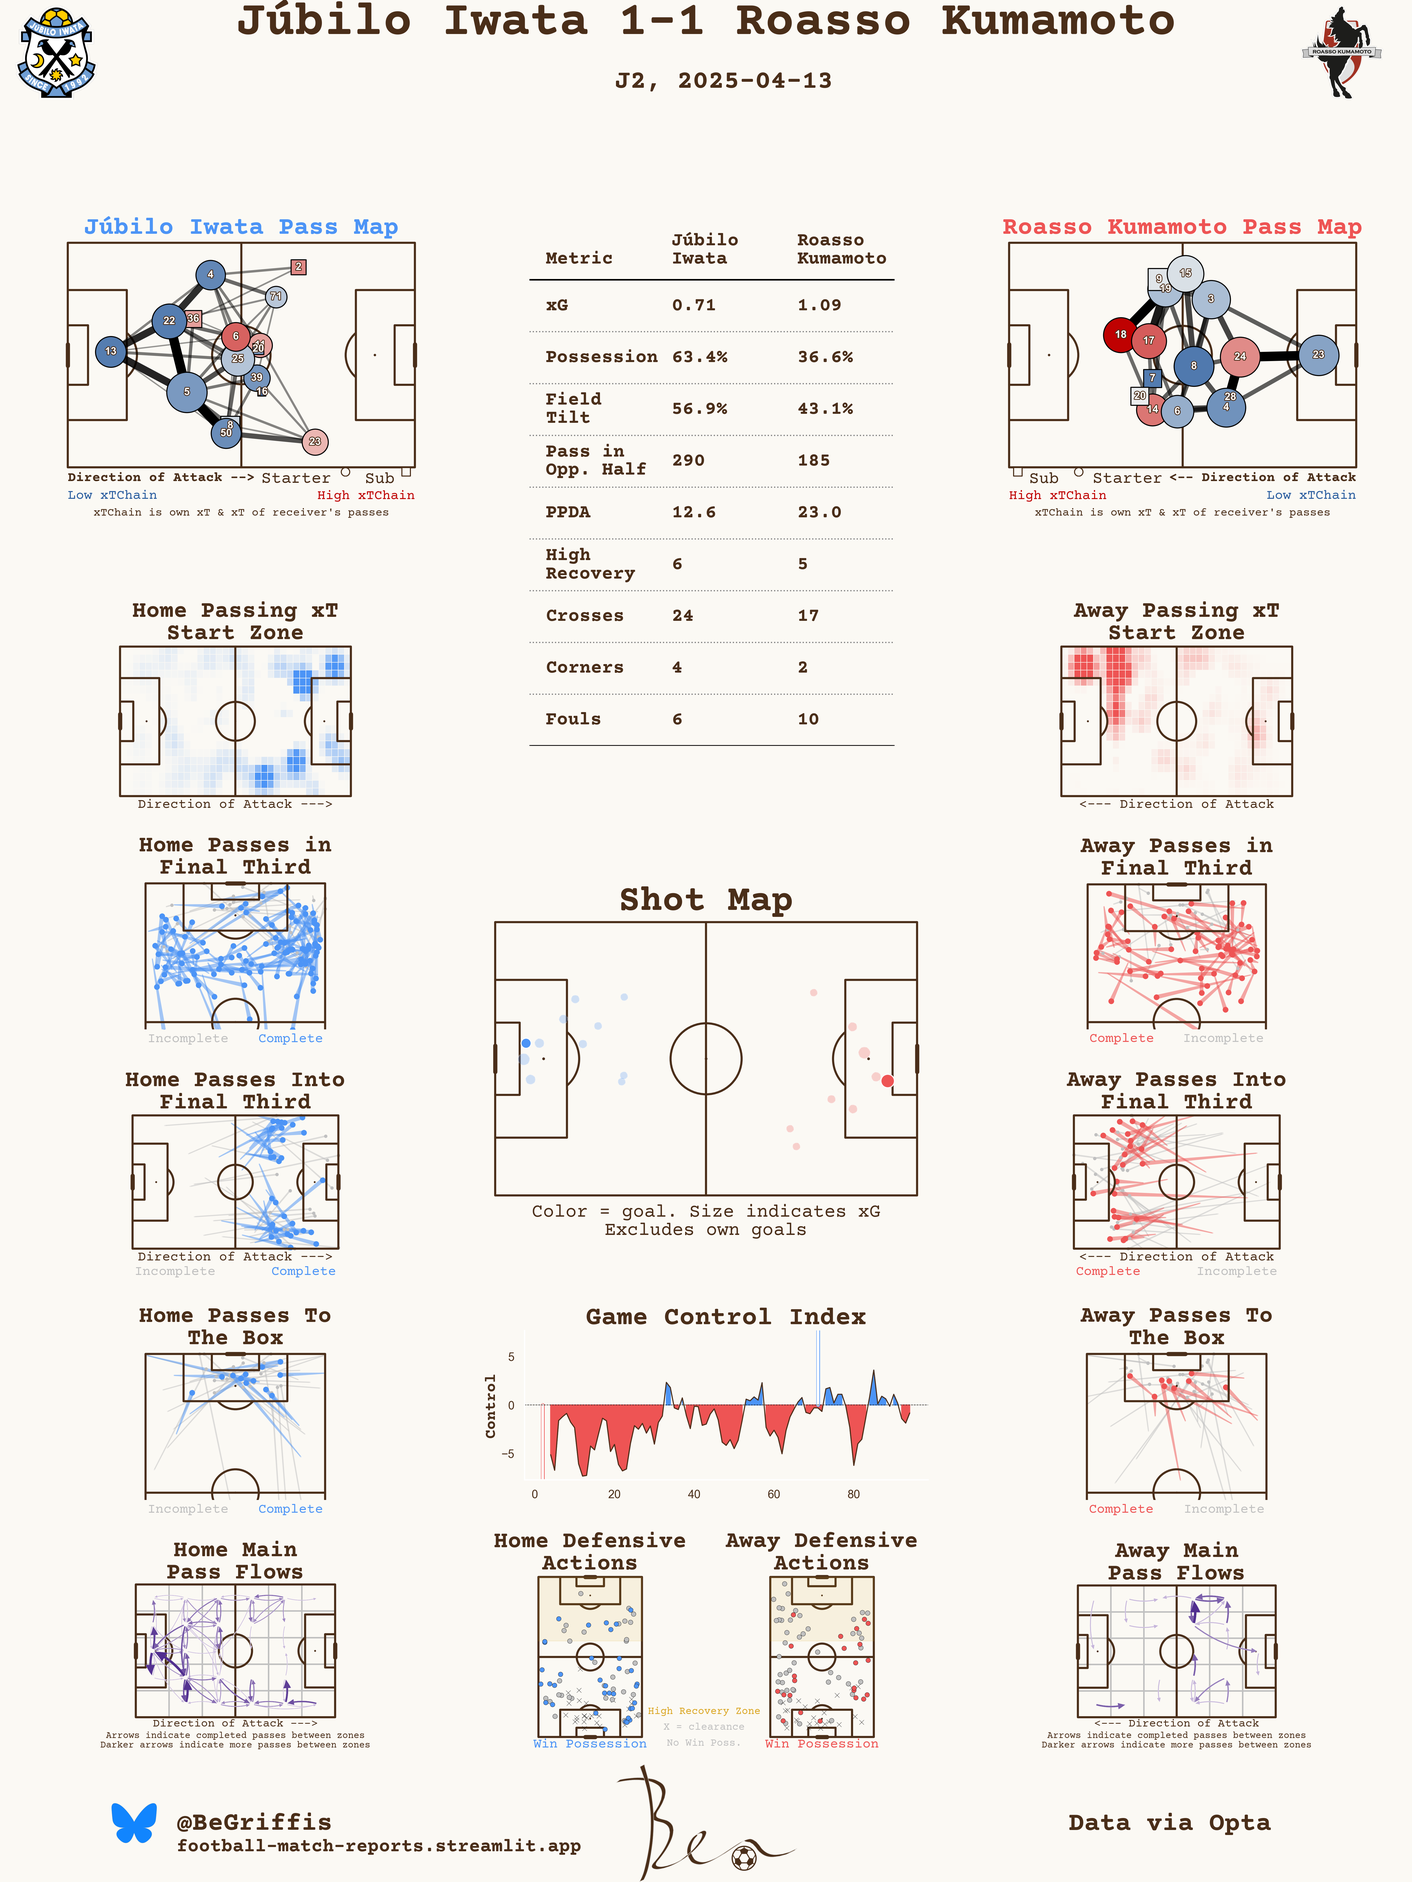 Júbilo Iwata 1-1 Roasso Kumamoto
J2, 2025-04-13
JÚBILO IWATA
SINCE 1992
ROASSO KUMAMOTO
Júbilo Iwata Pass Map
4
2
71
22
36
6
13
25
20
39
16
5
8
50
23
Direction of Attack --> Starter Sub
Low xTChain High xTChain
xTChain is own xT & xT of receiver's passes
Metric
Júbilo
Iwata
Roasso
Kumamoto
xG 0.71 1.09
Possession 63.4% 36.6%
Field
Tilt
56.9% 43.1%
Pass in
Opp. Half
290 185
PPDA 12.6 23.0
High
Recovery
6 5
Crosses 24 17
Corners 4 2
Fouls 6 10
Roasso Kumamoto Pass Map
9
15
19
3
18
17
24
23
8
7
20
28
14
6
4
Sub Starter <-- Direction of Attack
High xTChain Low xTChain
xTChain is own xT & xT of receiver's passes
Home Passing xT
Start Zone
Direction of Attack --->
Away Passing xT
Start Zone
<--- Direction of Attack
Home Passes in
Final Third
Incomplete Complete
Away Passes in
Final Third
Complete Incomplete
Shot Map
Color = goal. Size indicates xG
Excludes own goals
Home Passes Into
Final Third
Direction of Attack --->
Incomplete Complete
Away Passes Into
Final Third
<--- Direction of Attack
Complete Incomplete
Home Passes To
The Box
Incomplete Complete
Game Control Index
Control
5
0
−5
0 20 40 60 80
Away Passes To
The Box
Complete Incomplete
Home Main
Pass Flows
Direction of Attack --->
Arrows indicate completed passes between zones
Darker arrows indicate more passes between zones
Home Defensive
Actions
Win Possession
Away Defensive
Actions
Win Possession
High Recovery Zone
X = clearance
No Win Poss.
Away Main
Pass Flows
<--- Direction of Attack
Arrows indicate completed passes between zones
Darker arrows indicate more passes between zones
@BeGriffis
football-match-reports.streamlit.app
Ben
Data via Opta